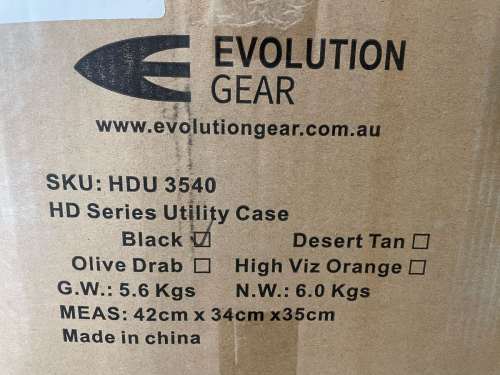 EVOLUTION
GEAR
www.evolutiongear.com.au
SKU: HDU 3540
HD Series Utility Case
Black ☑ Desert Tan ☐
Olive Drab ☐ High Viz Orange ☐
G.W.: 5.6 Kgs N.W.: 6.0 Kgs
MEAS: 42cm x 34cm x35cm
Made in china